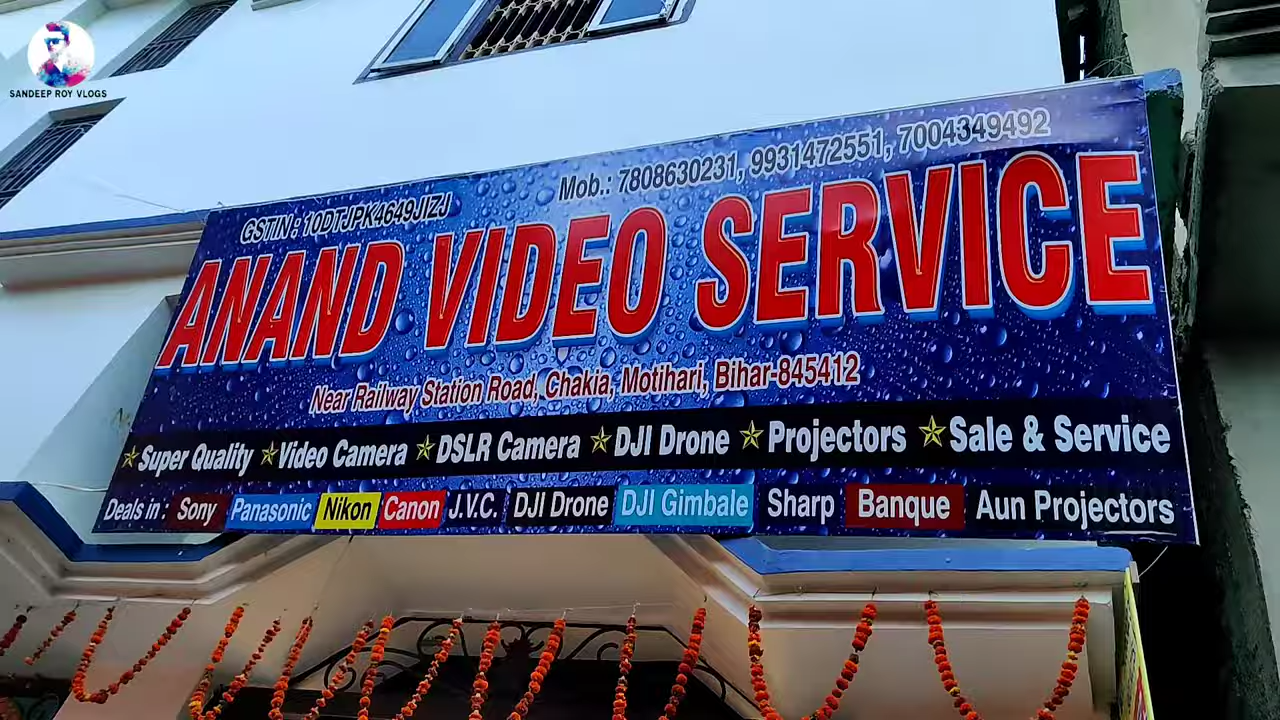 SANDEEP ROY VLOGS
GSTIN : 10DTJPK4649JIZJ
Mob.: 7808630231, 9931472551, 7004349492
ANAND VIDEO SERVICE
Near Railway Station Road, Chakia, Motihari, Bihar-845412
Super Quality Video Camera DSLR Camera DJI Drone Projectors Sale & Service
Deals in : Sony Panasonic Nikon Canon J.V.C. DJI Drone DJI Gimbale Sharp Banque Aun Projectors